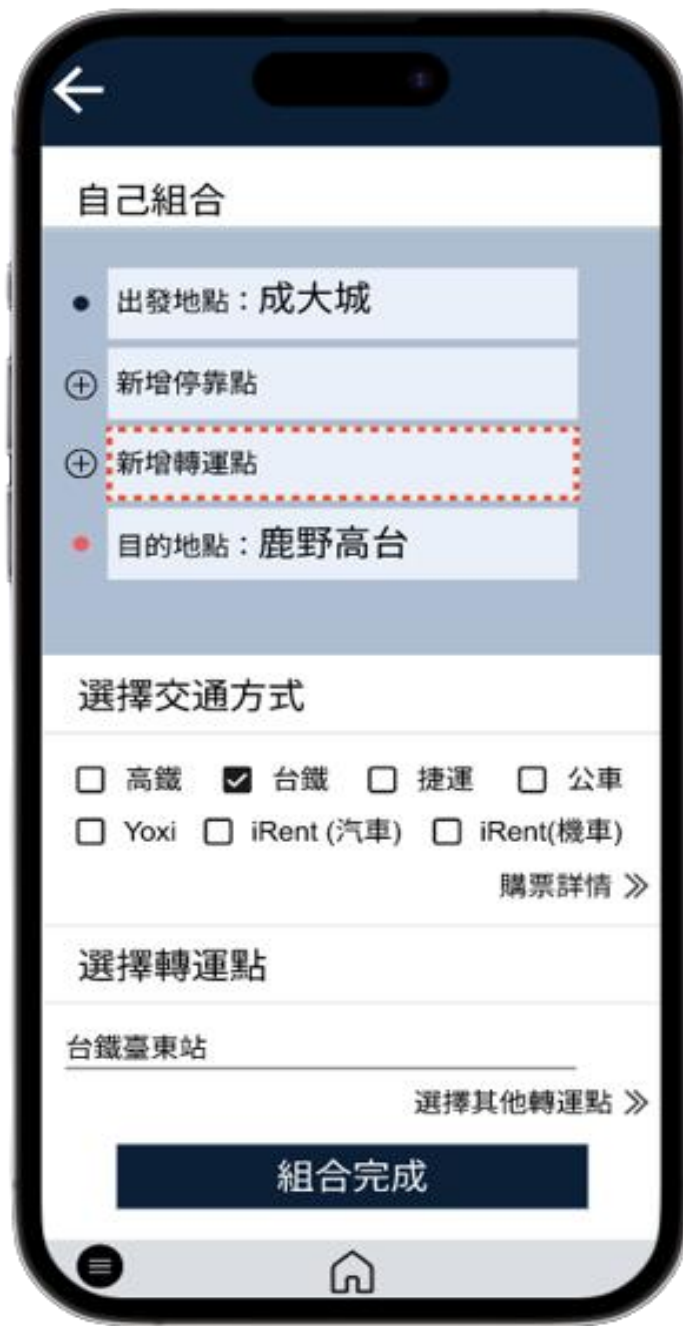 自己組合
出發地點：成大城
新增停靠點
新增轉運點
目的地點：鹿野高台
選擇交通方式
高鐵 台鐵 捷運 公車
Yoxi iRent (汽車) iRent(機車)
購票詳情
選擇轉運點
台鐵臺東站
選擇其他轉運點
組合完成